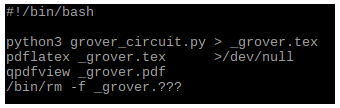 #!/bin/bash
python3 grover_circuit.py > _grover.tex
pdflatex _grover.tex      >/dev/null
qpdfview _grover.pdf
/bin/rm -f _grover.???